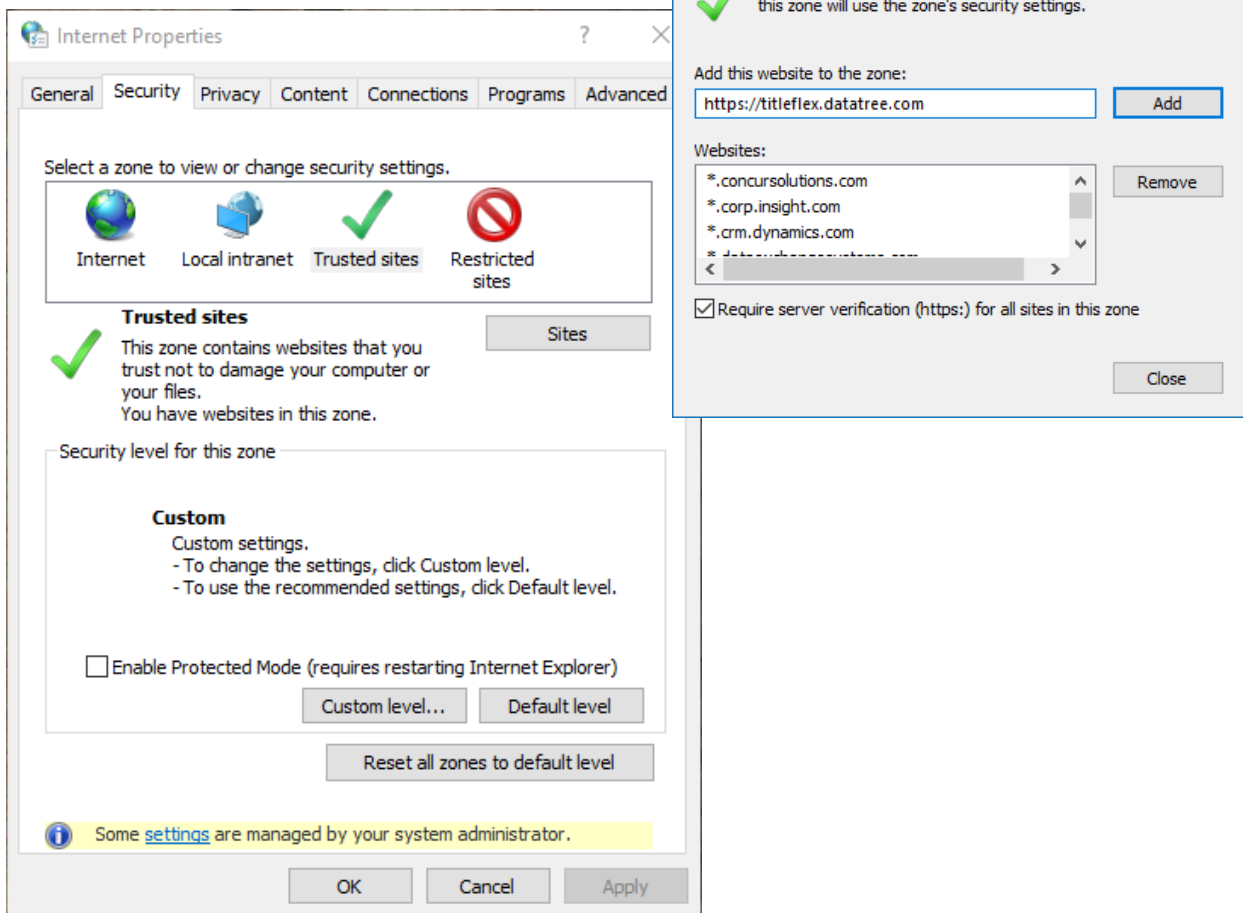 Internet Properties
?
General Security Privacy Content Connections Programs Advanced
Select a zone to view or change security settings.
Internet
Local intranet
Trusted sites
Restricted
sites
Trusted sites
Sites
This zone contains websites that you
trust not to damage your computer or
your files.
You have websites in this zone.
Security level for this zone
Custom
Custom settings.
- To change the settings, click Custom level.
- To use the recommended settings, click Default level.
Enable Protected Mode (requires restarting Internet Explorer)
Custom level...
Default level
Reset all zones to default level
Some settings are managed by your system administrator.
OK
Cancel
Apply
this zone will use the zone's security settings.
Add this website to the zone:
https://titleflex.datatree.com
Add
Websites:
*.concursolutions.com
Remove
*.corp.insight.com
*.crm.dynamics.com
Require server verification (https:) for all sites in this zone
Close